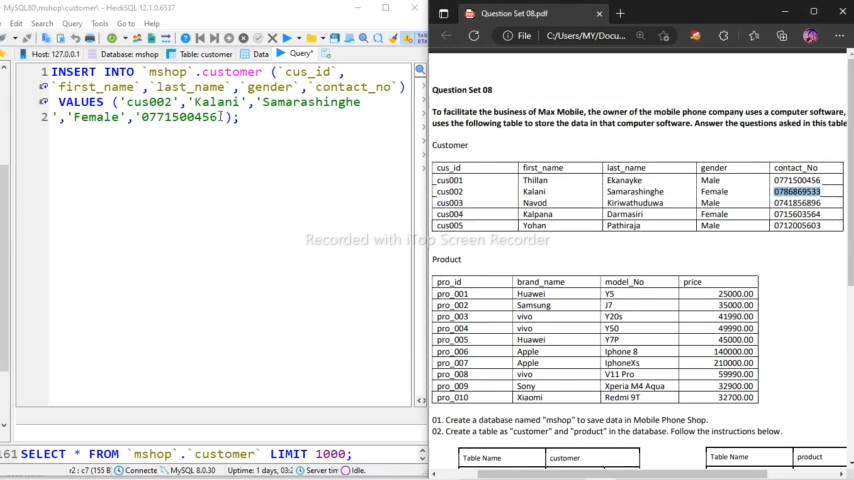 MySQL80\mshop\customer\ - HeidiSQL 12.1.0.6537
Edit Search Query Tools Go to Help
Host: 127.0.0.1 Database: mshop Table: customer Data Query*
1 INSERT INTO `mshop`.customer (`cus_id`,
`first_name`,`last_name`,`gender`,`contact_no`)
VALUES ('cus002','Kalani','Samarashinghe
2 ','Female','0771500456');
161 SELECT * FROM `mshop`.`customer` LIMIT 1000;
r2 : c7 (155 B) Connecte MySQL 8.0.30 Uptime: 1 days, 03:2 Server tim Idle.
Question Set 08.pdf
File C:/Users/MY/Docu...
Question Set 08
To facilitate the business of Max Mobile, the owner of the mobile phone company uses a computer software,
uses the following table to store the data in that computer software. Answer the questions asked in this table
Customer
cus_id first_name last_name gender contact_No
cus001 Thillan Ekanayke Male 0771500456
cus002 Kalani Samarashinghe Female 0786869533
cus003 Navod Kiriwathuduwa Male 0741856896
cus004 Kalpana Darmasiri Female 0715603564
cus005 Yohan Pathiraja Male 0712005603
Recorded with iTop Screen Recorder
Product
pro_id brand_name model_No price
pro_001 Huawei Y5 25000.00
pro_002 Samsung J7 35000.00
pro_003 vivo Y20s 41990.00
pro_004 vivo Y50 49990.00
pro_005 Huawei Y7P 45000.00
pro_006 Apple Iphone 8 140000.00
pro_007 Apple IphoneXs 210000.00
pro_008 vivo V11 Pro 59990.00
pro_009 Sony Xperia M4 Aqua 32900.00
pro_010 Xiaomi Redmi 9T 32700.00
01. Create a database named "mshop" to save data in Mobile Phone Shop.
02. Create a table as "customer" and "product" in the database. Follow the instructions below.
Table Name customer Table Name product